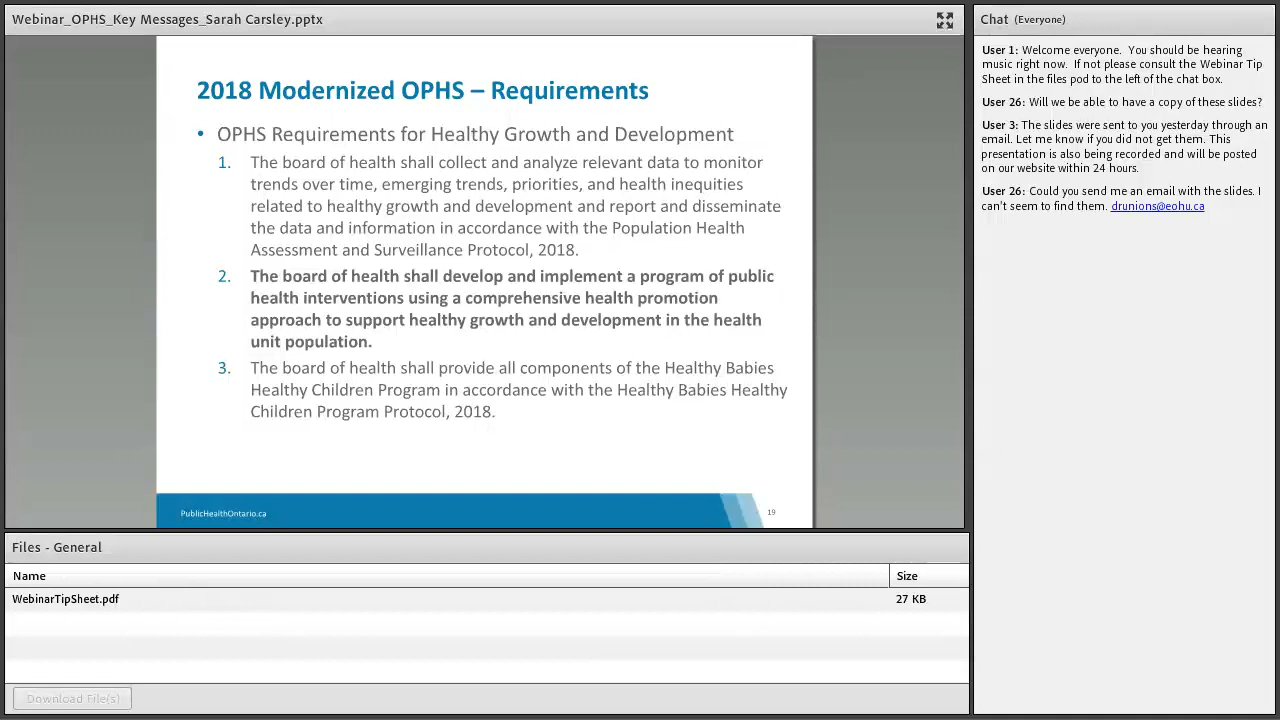 Webinar_OPHS_Key Messages_Sarah Carsley.pptx
2018 Modernized OPHS – Requirements
• OPHS Requirements for Healthy Growth and Development
1. The board of health shall collect and analyze relevant data to monitor
trends over time, emerging trends, priorities, and health inequities
related to healthy growth and development and report and disseminate
the data and information in accordance with the Population Health
Assessment and Surveillance Protocol, 2018.
2. The board of health shall develop and implement a program of public
health interventions using a comprehensive health promotion
approach to support healthy growth and development in the health
unit population.
3. The board of health shall provide all components of the Healthy Babies
Healthy Children Program in accordance with the Healthy Babies Healthy
Children Program Protocol, 2018.
PublicHealthOntario.ca
19
Files - General
Name Size
WebinarTipSheet.pdf 27 KB
Download File(s)
Chat (Everyone)
User 1: Welcome everyone. You should be hearing
music right now. If not please consult the Webinar Tip
Sheet in the files pod to the left of the chat box.
User 26: Will we be able to have a copy of these slides?
User 3: The slides were sent to you yesterday through an
email. Let me know if you did not get them. This
presentation is also being recorded and will be posted
on our website within 24 hours.
User 26: Could you send me an email with the slides. I
can't seem to find them. drunions@eohu.ca